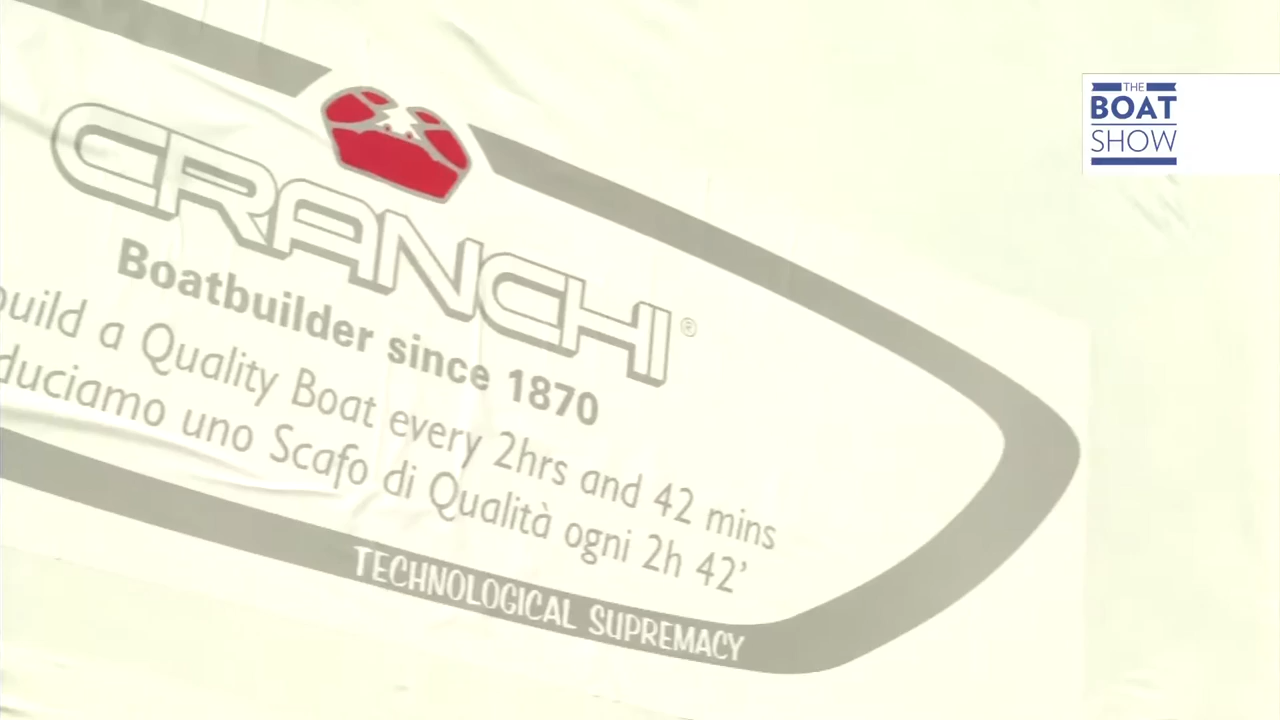 THE
BOAT
SHOW
CRANCHI®
Boatbuilder since 1870
build a Quality Boat every 2hrs and 42 mins
duciamo uno Scafo di Qualità ogni 2h 42’
TECHNOLOGICAL SUPREMACY